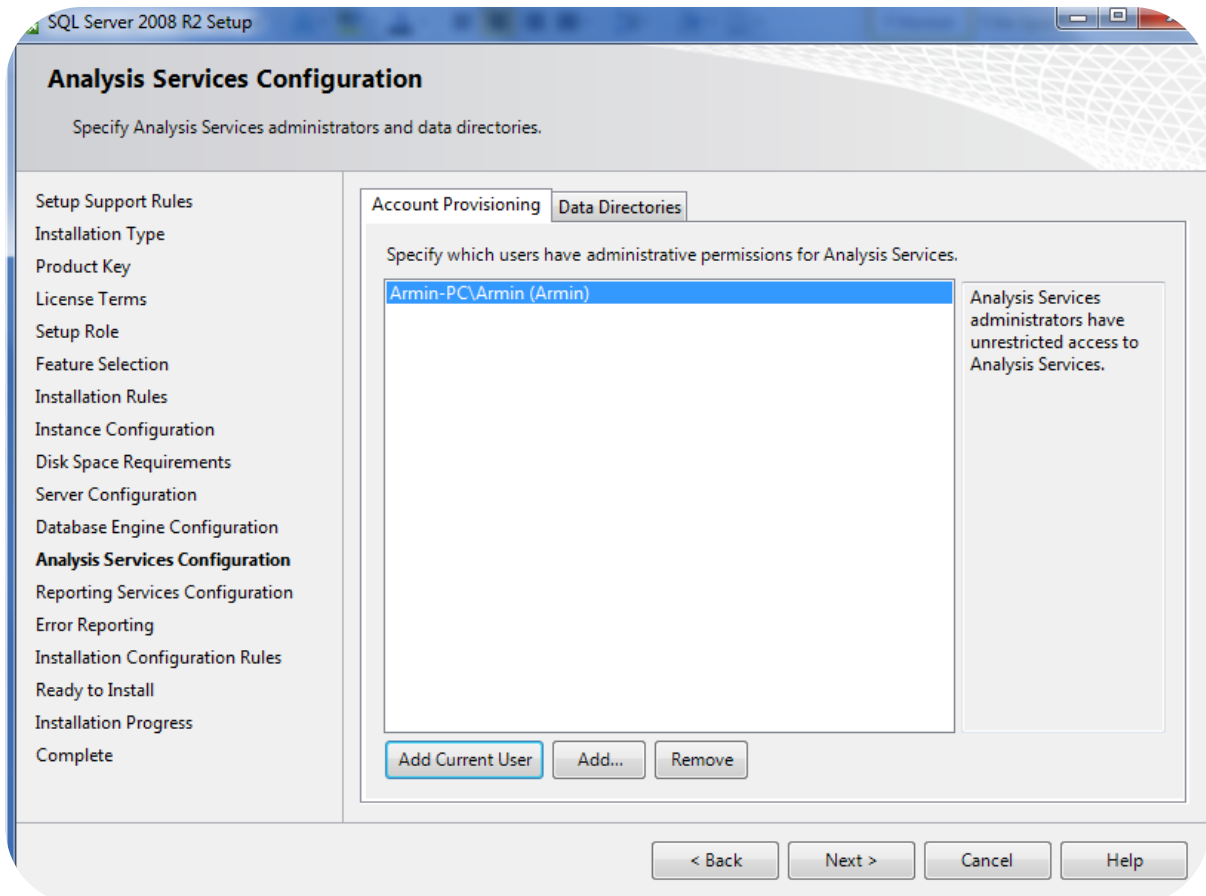 SQL Server 2008 R2 Setup
Analysis Services Configuration
Specify Analysis Services administrators and data directories.
Setup Support Rules
Installation Type
Product Key
License Terms
Setup Role
Feature Selection
Installation Rules
Instance Configuration
Disk Space Requirements
Server Configuration
Database Engine Configuration
Analysis Services Configuration
Reporting Services Configuration
Error Reporting
Installation Configuration Rules
Ready to Install
Installation Progress
Complete
Account Provisioning
Data Directories
Specify which users have administrative permissions for Analysis Services.
Armin-PC\Armin (Armin)
Analysis Services
administrators have
unrestricted access to
Analysis Services.
Add Current User
Add...
Remove
< Back
Next >
Cancel
Help